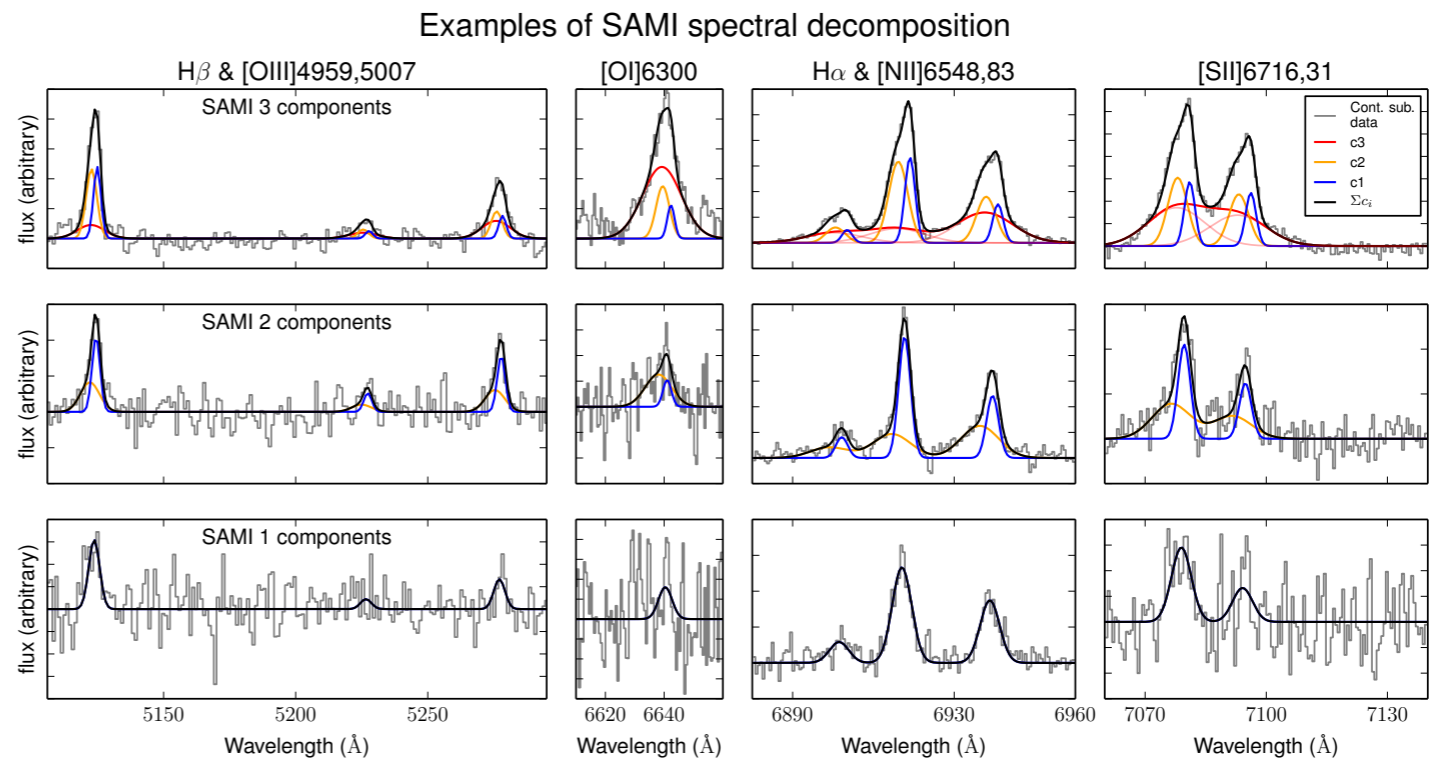 Examples of SAMI spectral decomposition
Hβ & [OIII]4959,5007
[OI]6300
Hα & [NII]6548,83
[SII]6716,31
SAMI 3 components
flux (arbitrary)
Cont. sub.
data
c3
c2
c1
Σc_i
SAMI 2 components
flux (arbitrary)
SAMI 1 components
flux (arbitrary)
5150 5200 5250
6620 6640
6890 6930 6960
7070 7100 7130
Wavelength (Å)
Wavelength (Å)
Wavelength (Å)
Wavelength (Å)